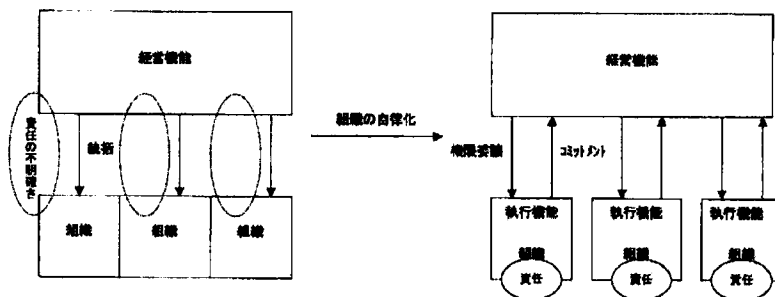 経営機能
責任の不明確さ
統括
組織
組織
組織
組織の自律化
経営機能
権限委譲
コミットメント
執行機能
組織
責任
執行機能
組織
責任
執行機能
組織
責任